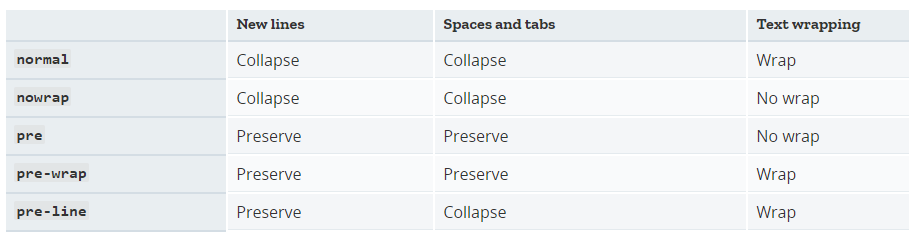 New lines Spaces and tabs Text wrapping
normal Collapse Collapse Wrap
nowrap Collapse Collapse No wrap
pre Preserve Preserve No wrap
pre-wrap Preserve Preserve Wrap
pre-line Preserve Collapse Wrap